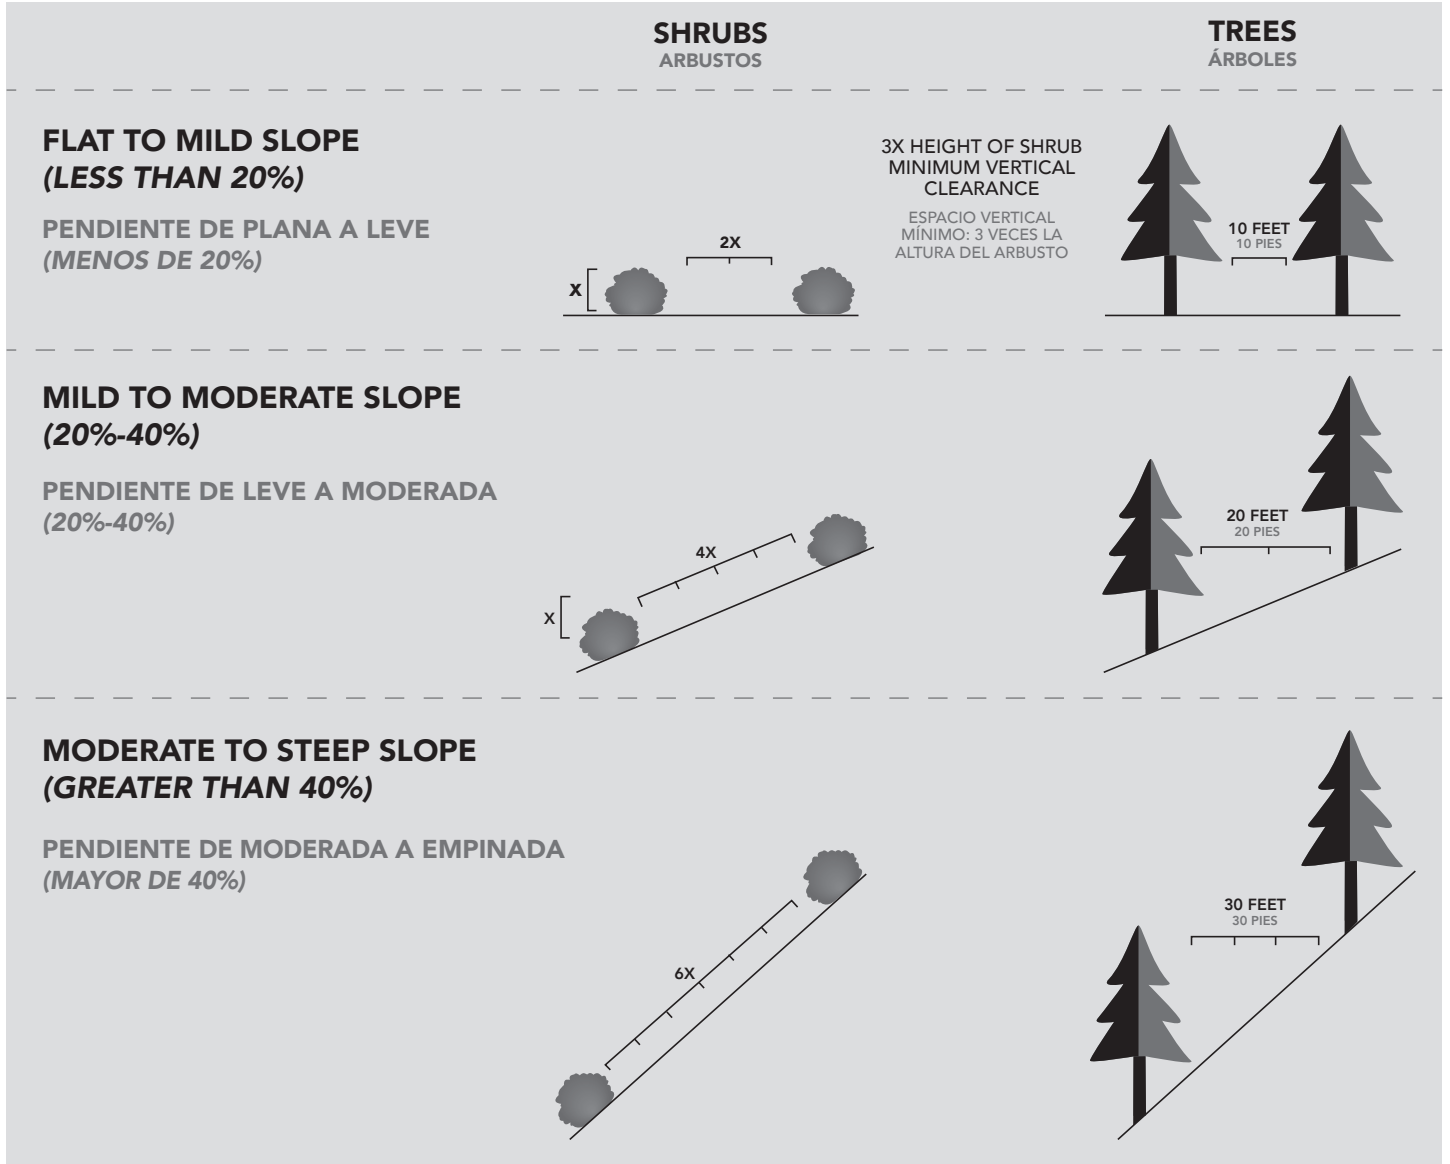 SHRUBS
ARBUSTOS
TREES
ÁRBOLES
FLAT TO MILD SLOPE
(LESS THAN 20%)
PENDIENTE DE PLANA A LEVE
(MENOS DE 20%)
X
2X
3X HEIGHT OF SHRUB
MINIMUM VERTICAL
CLEARANCE
ESPACIO VERTICAL
MÍNIMO: 3 VECES LA
ALTURA DEL ARBUSTO
10 FEET
10 PIES
MILD TO MODERATE SLOPE
(20%-40%)
PENDIENTE DE LEVE A MODERADA
(20%-40%)
X
4X
20 FEET
20 PIES
MODERATE TO STEEP SLOPE
(GREATER THAN 40%)
PENDIENTE DE MODERADA A EMPINADA
(MAYOR DE 40%)
6X
30 FEET
30 PIES